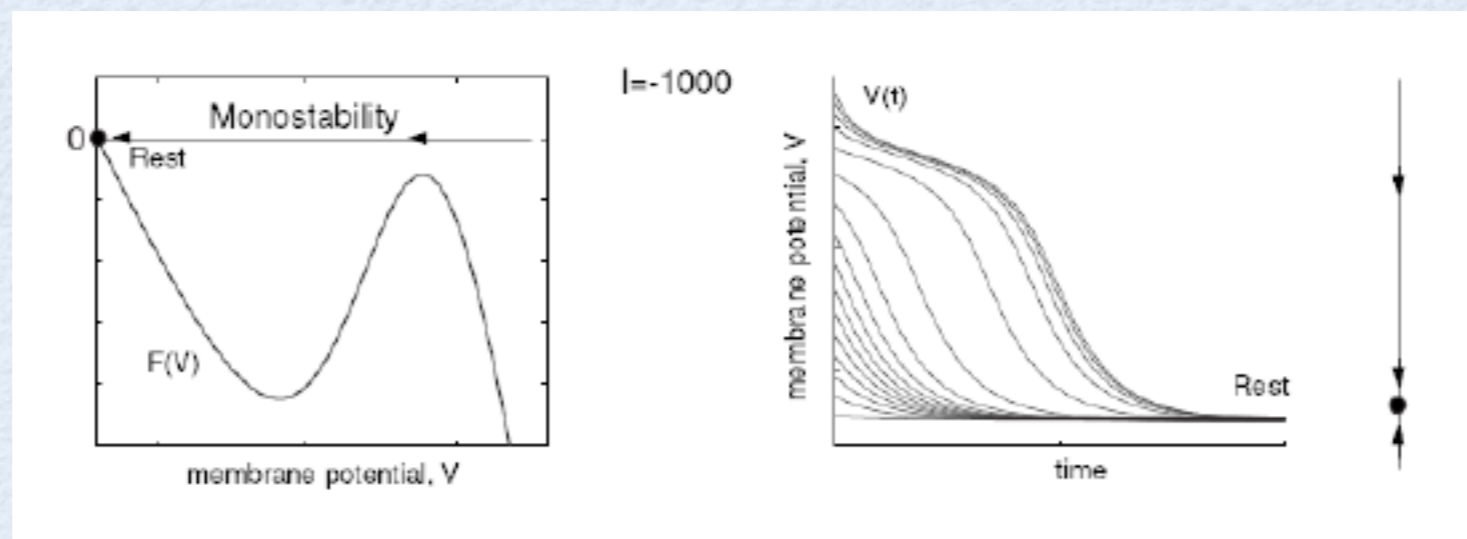 I=-1000
Monostability
0
Rest
F(V)
membrane potential, V
V(t)
membrane potential, V
Rest
time